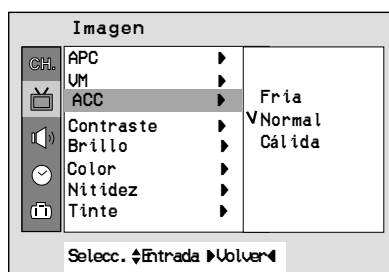 Imagen
CH.
APC
VM
ACC
Contraste
Brillo
Color
Nitidez
Tinte
Fria
Normal
Cálida
Selecc. Entrada Volver